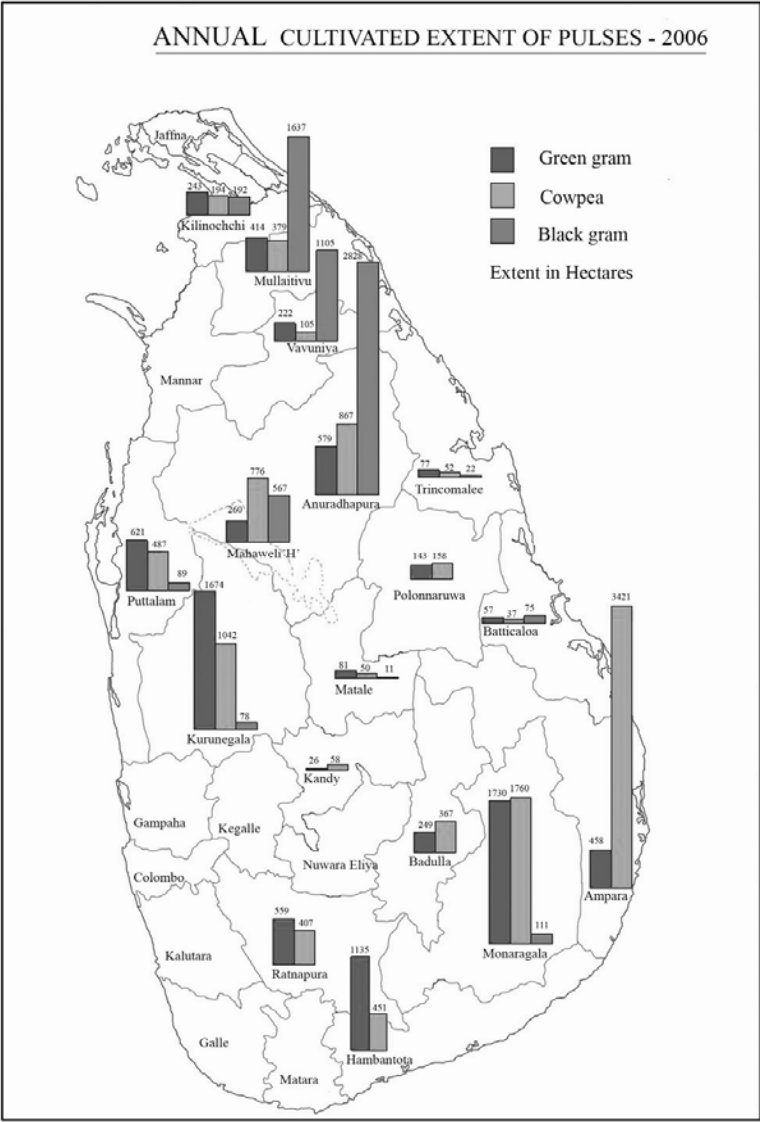 ANNUAL CULTIVATED EXTENT OF PULSES - 2006
Green gram
Cowpea
Black gram
Extent in Hectares
Jaffna
243 194 192
Kilinochchi
414 379 1637
Mullaitivu
222 105 1105
Vavuniya
Mannar
579 867 2828
Anuradhapura
77 52 22
Trincomalee
260 776 567
Mahaweli'H'
621 487 89
Puttalam
143 158
Polonnaruwa
57 37 75
Batticaloa
1674 1042 78
Kurunegala
81 50 11
Matale
458 3421
Ampara
26 58
Kandy
Gampaha
Kegalle
249 367
Badulla
1730 1760 111
Monaragala
Nuwara Eliya
Colombo
559 407
Ratnapura
Kalutara
1135 451
Hambantota
Galle
Matara